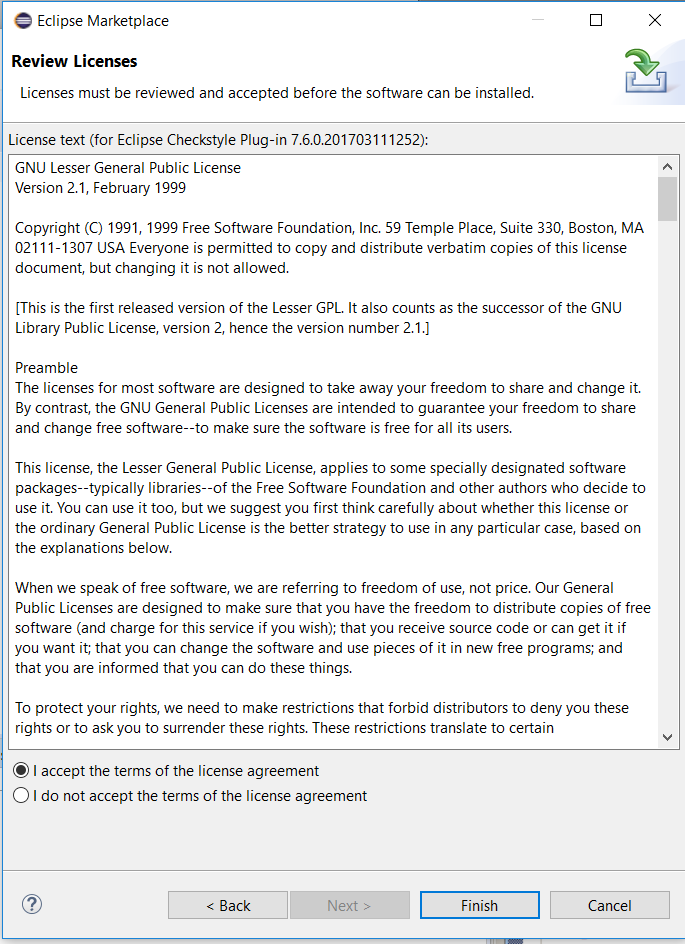 Eclipse Marketplace
Review Licenses
Licenses must be reviewed and accepted before the software can be installed.
License text (for Eclipse Checkstyle Plug-in 7.6.0.201703111252):
GNU Lesser General Public License
Version 2.1, February 1999
Copyright (C) 1991, 1999 Free Software Foundation, Inc. 59 Temple Place, Suite 330, Boston, MA
02111-1307 USA Everyone is permitted to copy and distribute verbatim copies of this license
document, but changing it is not allowed.
[This is the first released version of the Lesser GPL. It also counts as the successor of the GNU
Library Public License, version 2, hence the version number 2.1.]
Preamble
The licenses for most software are designed to take away your freedom to share and change it.
By contrast, the GNU General Public Licenses are intended to guarantee your freedom to share
and change free software--to make sure the software is free for all its users.
This license, the Lesser General Public License, applies to some specially designated software
packages--typically libraries--of the Free Software Foundation and other authors who decide to
use it. You can use it too, but we suggest you first think carefully about whether this license or
the ordinary General Public License is the better strategy to use in any particular case, based on
the explanations below.
When we speak of free software, we are referring to freedom of use, not price. Our General
Public Licenses are designed to make sure that you have the freedom to distribute copies of free
software (and charge for this service if you wish); that you receive source code or can get it if
you want it; that you can change the software and use pieces of it in new free programs; and
that you are informed that you can do these things.
To protect your rights, we need to make restrictions that forbid distributors to deny you these
rights or to ask you to surrender these rights. These restrictions translate to certain
I accept the terms of the license agreement
I do not accept the terms of the license agreement
?
< Back
Next >
Finish
Cancel